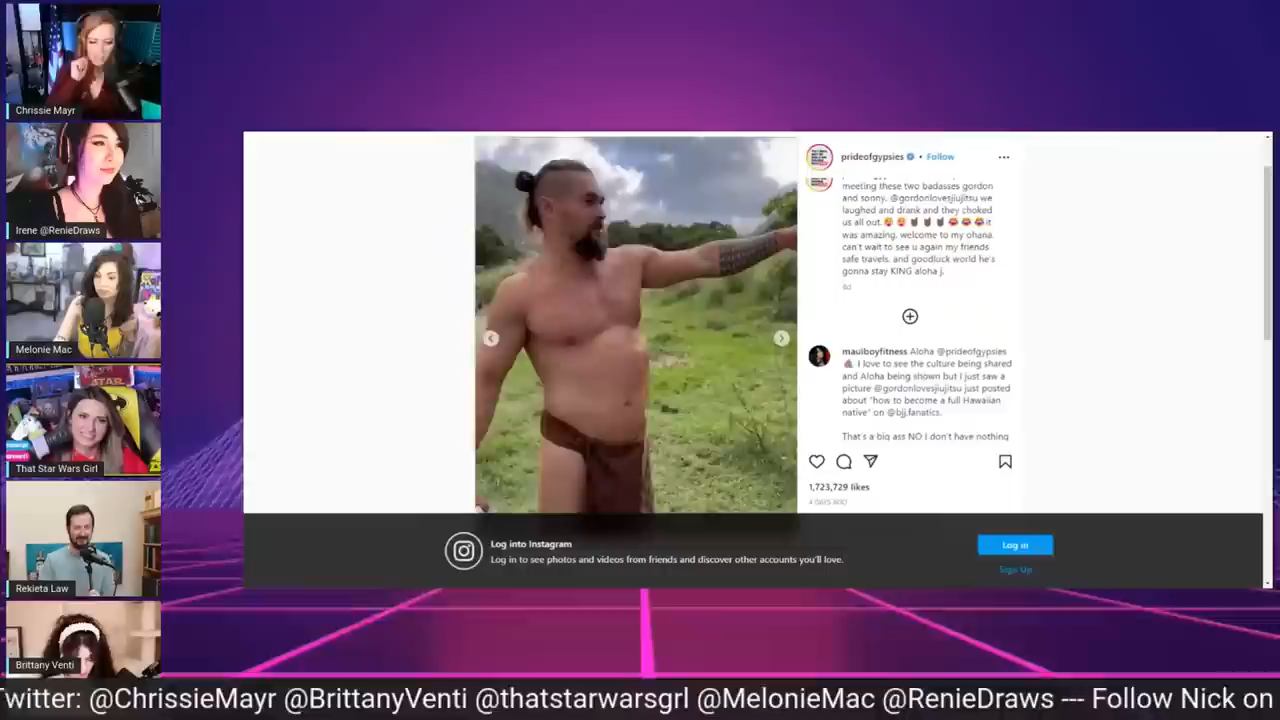 Chrissie Mayr
Irene @RenieDraws
Melonie Mac
That Star Wars Girl
Rekieta Law
Brittany Venti
STAR
prideofgypsies • Follow
meeting these two badasses gordon
and sonny. @gordonlovesjiujitsu we
laughed and drank and they choked
us all out. it
was amazing. welcome to my ohana.
can't wait to see u again my friends
safe travels. and goodluck world he's
gonna stay KING aloha j.
mauiboyfitness Aloha @prideofgypsies
I love to see the culture being shared
and Aloha being shown but I just saw a
picture @gordonlovesjiujitsu just posted
about "how to become a full Hawaiian
native" on @bjj.fanatics.
That's a big ass NO I don't have nothing
1,723,729 likes
4 DAYS AGO
Log into Instagram
Log in to see photos and videos from friends and discover other accounts you'll love.
Log in
Sign Up
Twitter: @ChrissieMayr @BrittanyVenti @thatstarwarsgrl @MelonieMac @RenieDraws --- Follow Nick on